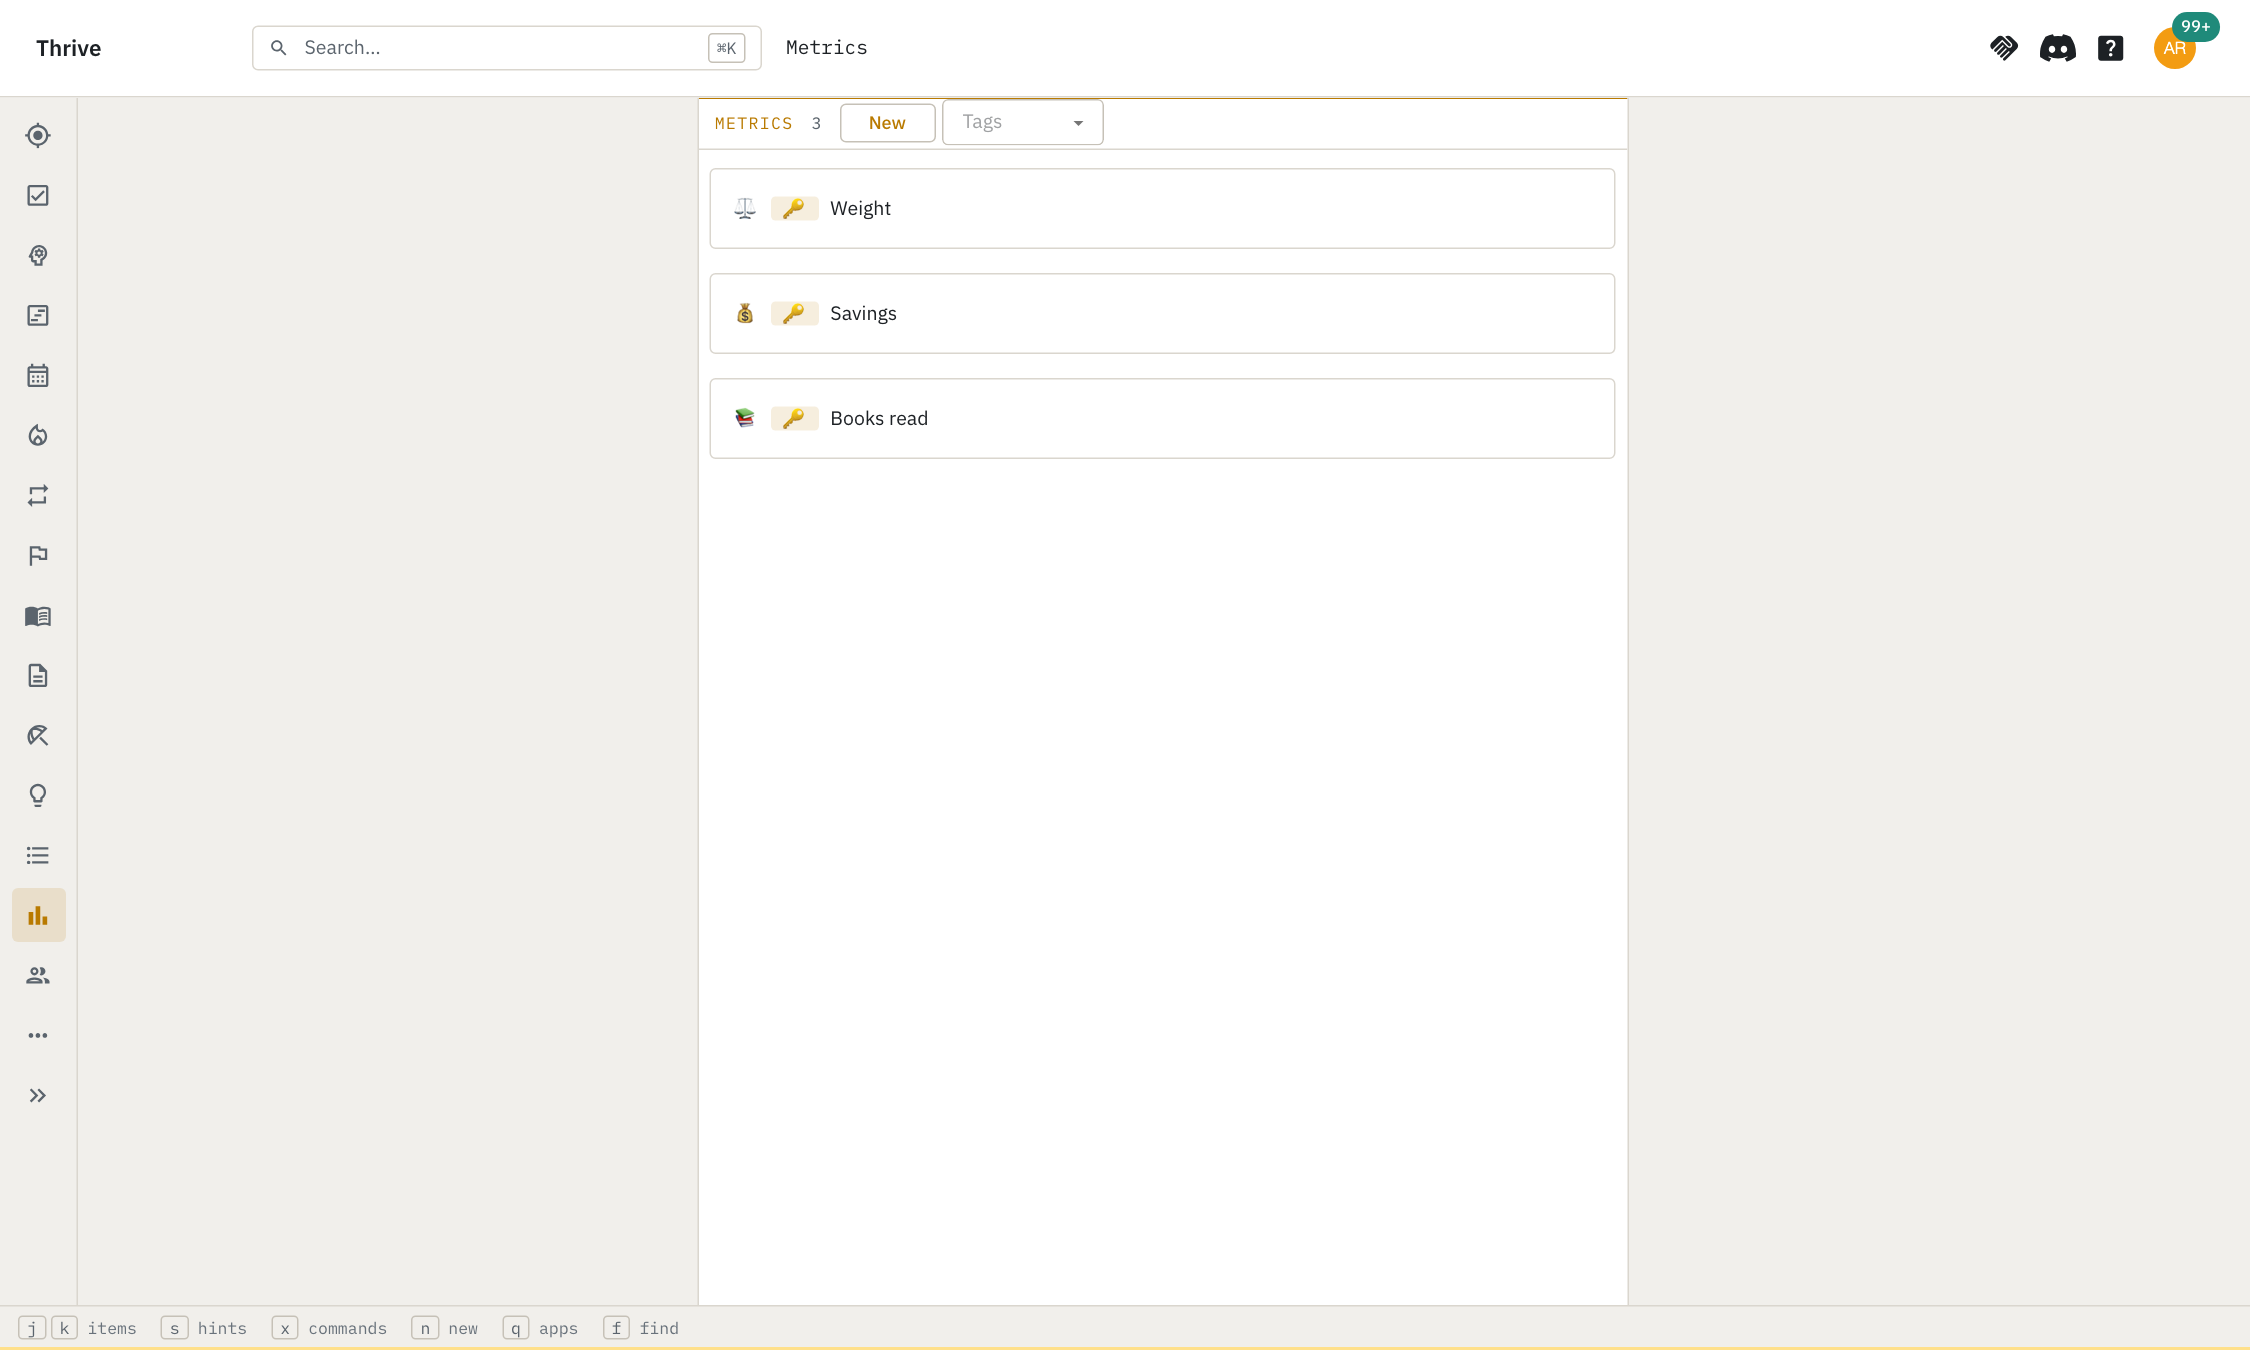 Thrive
Search...
⌘K
Metrics
99+
AR
METRICS 3
New
Tags
Weight
Savings
Books read
j k items s hints x commands n new q apps f find